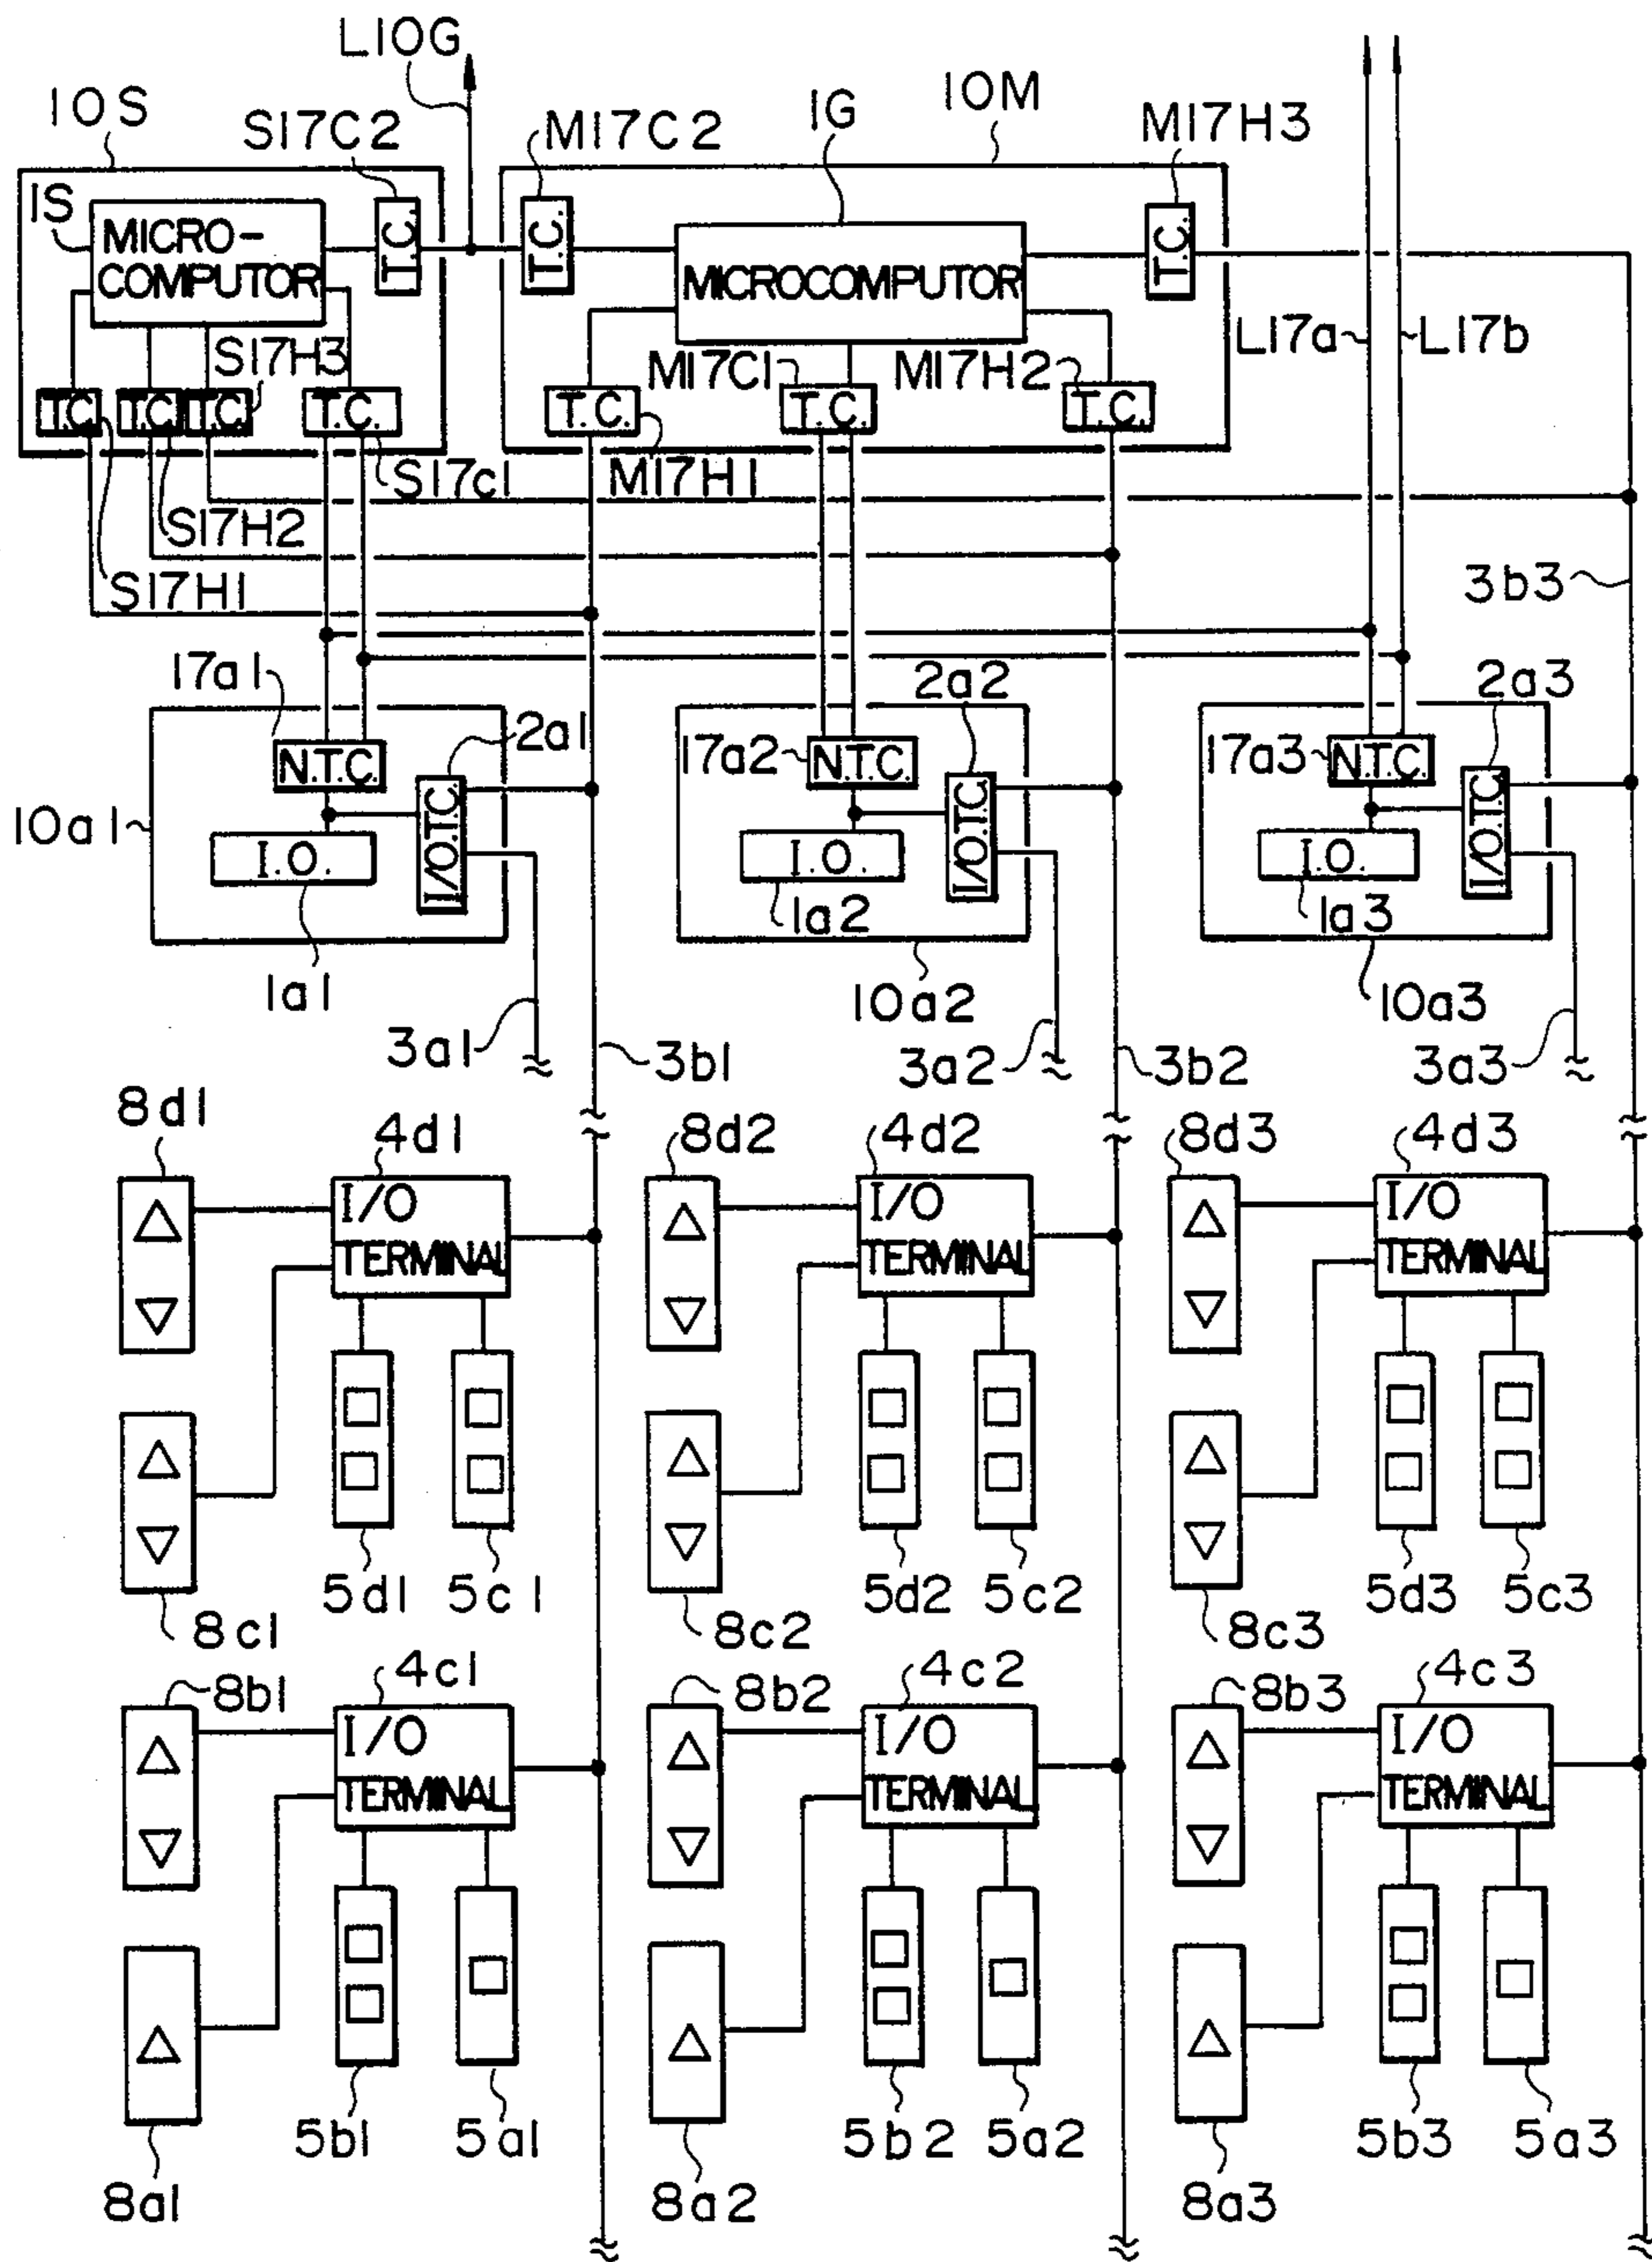 L10G
10S
S17C2
M17C2
1G
10M
M17H3
1S
MICRO-
COMPUTOR
T.C.
T.C.
MICROCOMPUTOR
T.C.
S17H3
M17C1
M17H2
L17a
L17b
T.C.
T.C.
T.C.
T.C.
T.C.
T.C.
T.C.
S17c1
M17H1
S17H2
S17H1
3b3
17a1
2a1
2a2
2a3
N.T.C.
17a2
N.T.C.
17a3
N.T.C.
10a1
I.O.
I/O.T.C.
I.O.
I/O.T.C.
I.O.
I/O.T.C.
1a2
1a3
1a1
10a2
10a3
3a1
3b1
3a2
3b2
3a3
8d1
4d1
8d2
4d2
8d3
4d3
I/O
TERMINAL
I/O
TERMINAL
I/O
TERMINAL
5d1
5c1
5d2
5c2
5d3
5c3
8c1
8c2
8c3
8b1
4c1
8b2
4c2
8b3
4c3
I/O
TERMINAL
I/O
TERMINAL
I/O
TERMINAL
5b1
5a1
5b2
5a2
5b3
5a3
8a1
8a2
8a3